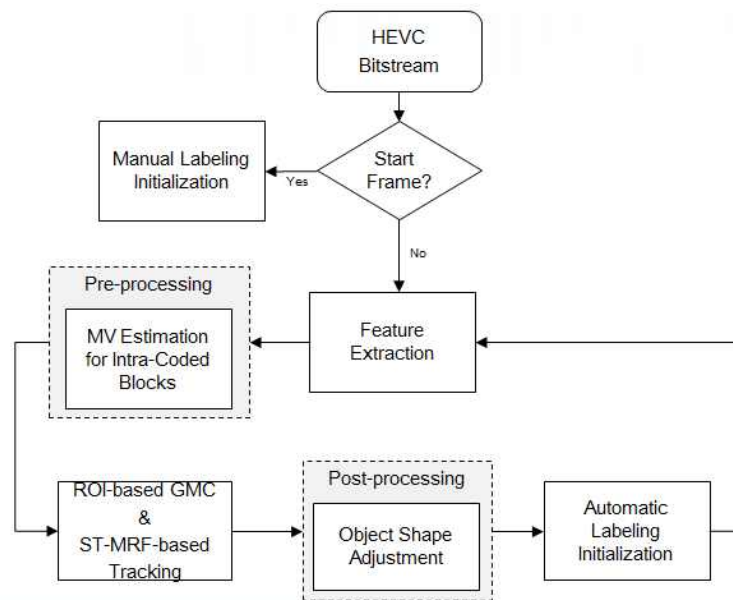 HEVC
Bitstream
Start
Frame?
Yes
Manual Labeling
Initialization
No
Pre-processing
MV Estimation
for Intra-Coded
Blocks
Feature
Extraction
ROI-based GMC
&
ST-MRF-based
Tracking
Post-processing
Object Shape
Adjustment
Automatic
Labeling
Initialization